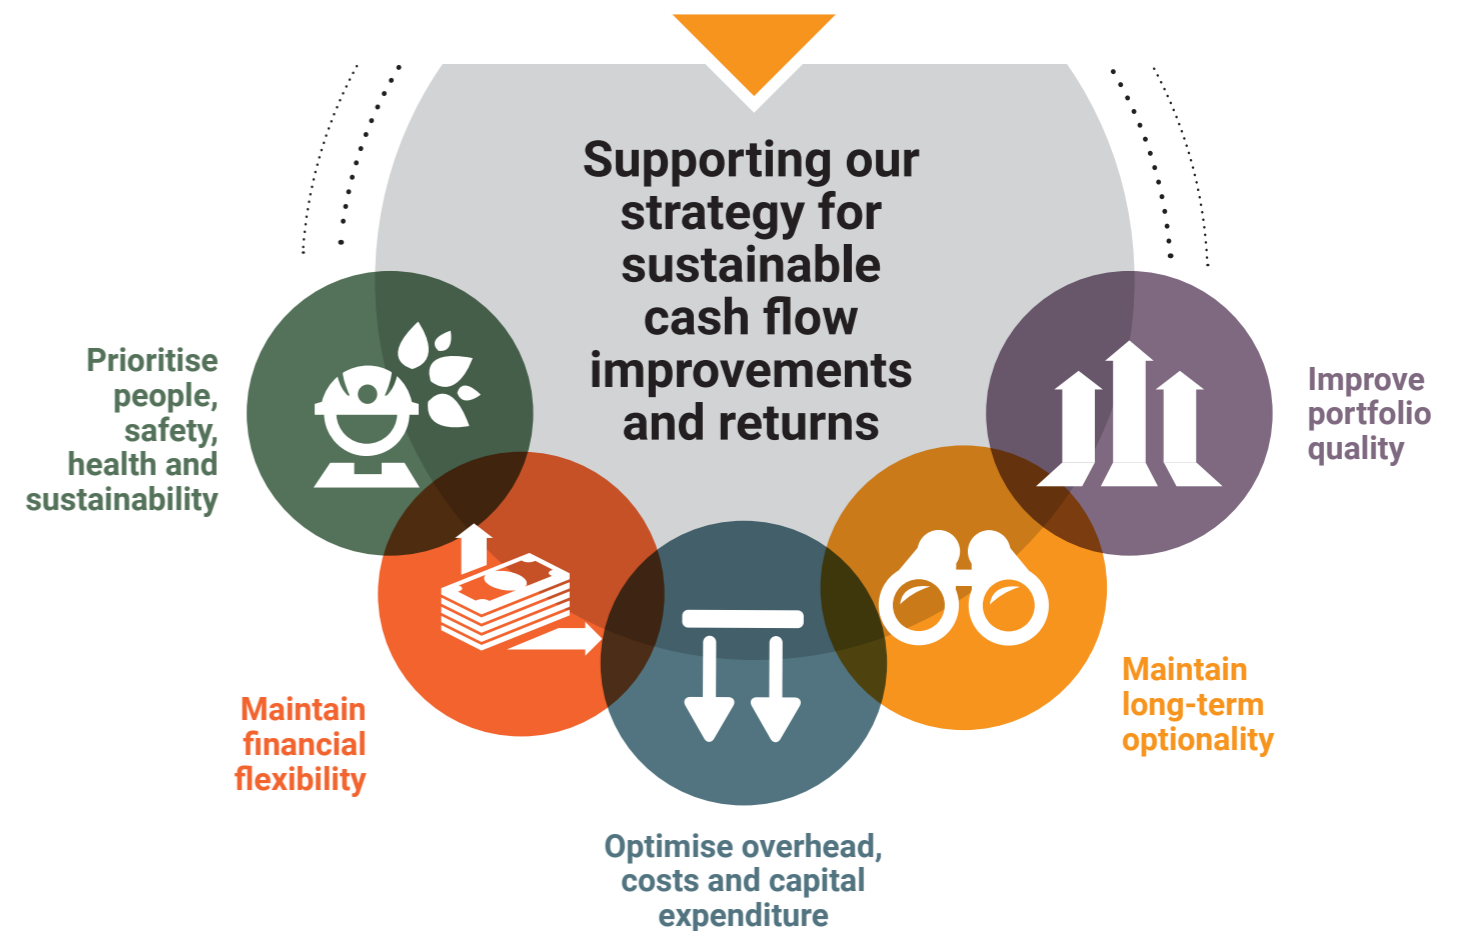 Supporting our
strategy for
sustainable
cash flow
improvements
and returns
Prioritise
people,
safety,
health and
sustainability
Maintain
financial
flexibility
Optimise overhead,
costs and capital
expenditure
Maintain
long-term
optionality
Improve
portfolio
quality